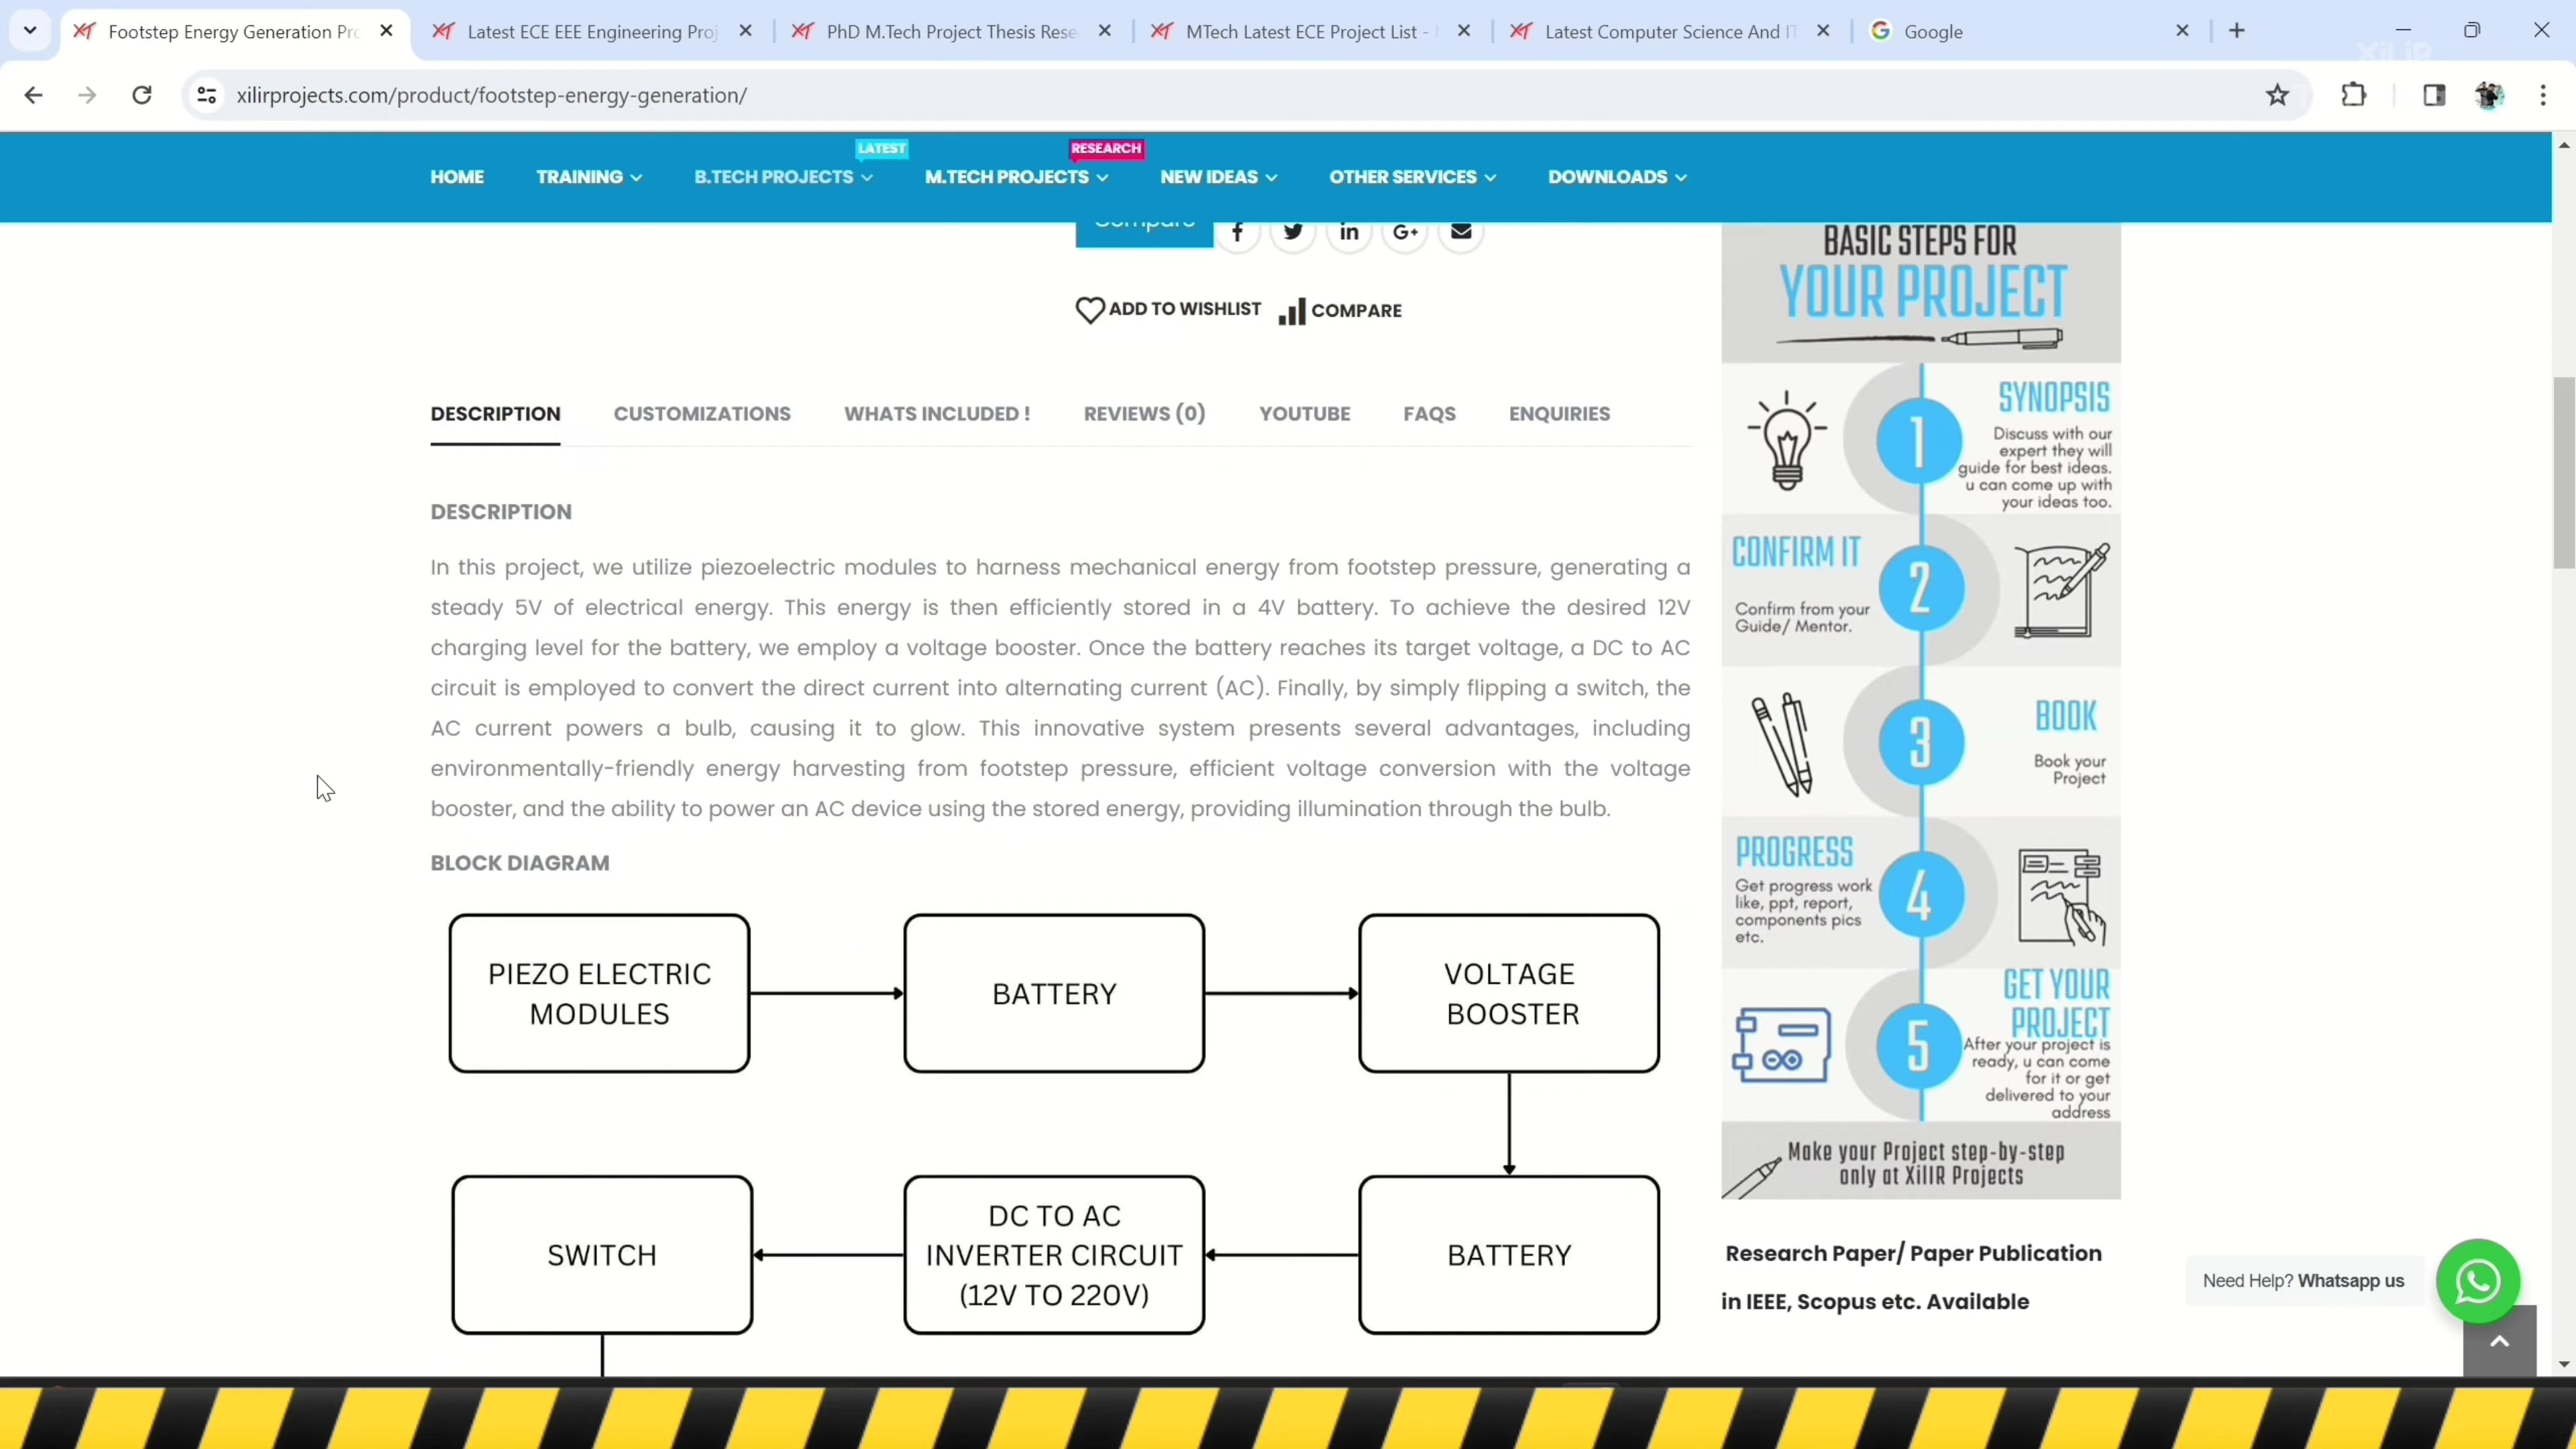 Footstep Energy Generation Pro
Latest ECE EEE Engineering Proj
PhD M.Tech Project Thesis Rese
MTech Latest ECE Project List -
Latest Computer Science And IT
Google
XiLiR
xilirprojects.com/product/footstep-energy-generation/
LATEST
RESEARCH
HOME
TRAINING
B.TECH PROJECTS
M.TECH PROJECTS
NEW IDEAS
OTHER SERVICES
DOWNLOADS
Compare
ADD TO WISHLIST
COMPARE
DESCRIPTION
CUSTOMIZATIONS
WHATS INCLUDED !
REVIEWS (0)
YOUTUBE
FAQS
ENQUIRIES
DESCRIPTION
In this project, we utilize piezoelectric modules to harness mechanical energy from footstep pressure, generating a
steady 5V of electrical energy. This energy is then efficiently stored in a 4V battery. To achieve the desired 12V
charging level for the battery, we employ a voltage booster. Once the battery reaches its target voltage, a DC to AC
circuit is employed to convert the direct current into alternating current (AC). Finally, by simply flipping a switch, the
AC current powers a bulb, causing it to glow. This innovative system presents several advantages, including
environmentally-friendly energy harvesting from footstep pressure, efficient voltage conversion with the voltage
booster, and the ability to power an AC device using the stored energy, providing illumination through the bulb.
BLOCK DIAGRAM
PIEZO ELECTRIC
MODULES
BATTERY
VOLTAGE
BOOSTER
SWITCH
DC TO AC
INVERTER CIRCUIT
(12V TO 220V)
BATTERY
BASIC STEPS FOR
YOUR PROJECT
1
SYNOPSIS
Discuss with our
expert they will
guide for best ideas.
u can come up with
your ideas too.
CONFIRM IT
Confirm from your
Guide/ Mentor.
2
3
BOOK
Book your
Project
PROGRESS
Get progress work
like, ppt, report,
components pics
etc.
4
5
GET YOUR
PROJECT
After your project is
ready, u can come
for it or get
delivered to your
address
Make your Project step-by-step
only at XilIR Projects
Research Paper/ Paper Publication
in IEEE, Scopus etc. Available
Need Help? Whatsapp us